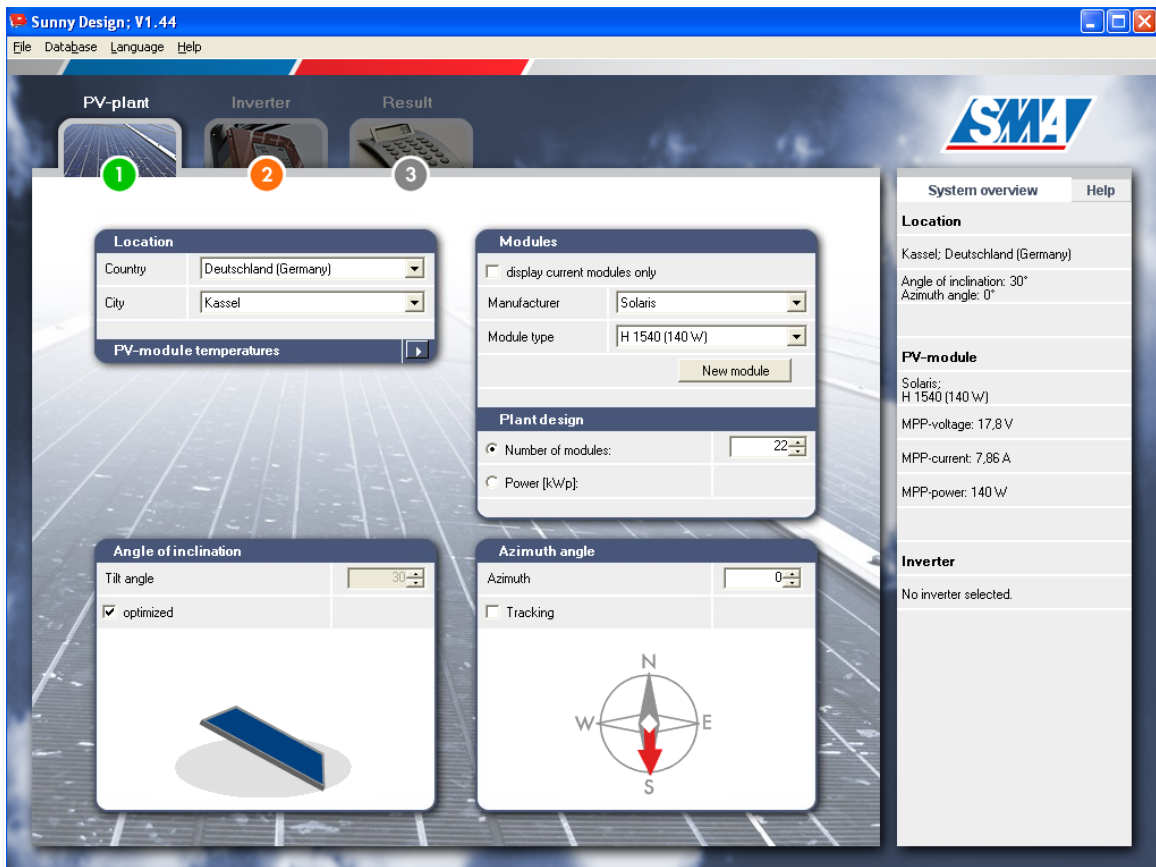 Sunny Design; V1.44
File Database Language Help
PV-plant Inverter Result
1 2 3
SMA
System overview Help
Location
Kassel; Deutschland (Germany)
Angle of inclination: 30°
Azimuth angle: 0°
PV-module
Solaris;
H 1540 (140 W)
MPP-voltage: 17,8 V
MPP-current: 7,86 A
MPP-power: 140 W
Inverter
No inverter selected.
Location
Country Deutschland (Germany)
City Kassel
PV-module temperatures
Modules
display current modules only
Manufacturer Solaris
Module type H 1540 (140 W)
New module
Plant design
Number of modules: 22
Power [kWp]:
Angle of inclination
Tilt angle 30
optimized
Azimuth angle
Azimuth 0
Tracking
N
W E
S